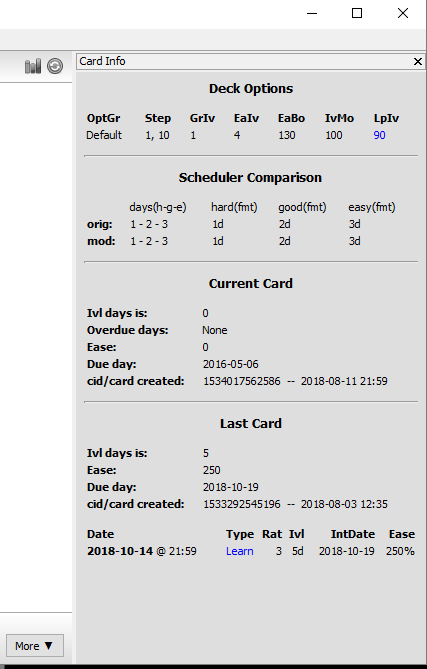 Card Info
Deck Options
OptGr Step GrIv EaIv EaBo IvMo LpIv
Default 1, 10 1 4 130 100 90
Scheduler Comparison
days(h-g-e) hard(fmt) good(fmt) easy(fmt)
orig: 1 - 2 - 3 1d 2d 3d
mod: 1 - 2 - 3 1d 2d 3d
Current Card
Ivl days is: 0
Overdue days: None
Ease: 0
Due day: 2016-05-06
cid/card created: 1534017562586 -- 2018-08-11 21:59
Last Card
Ivl days is: 5
Ease: 250
Due day: 2018-10-19
cid/card created: 1533292545196 -- 2018-08-03 12:35
Date Type Rat Ivl IntDate Ease
2018-10-14 @ 21:59 Learn 3 5d 2018-10-19 250%
More ▼